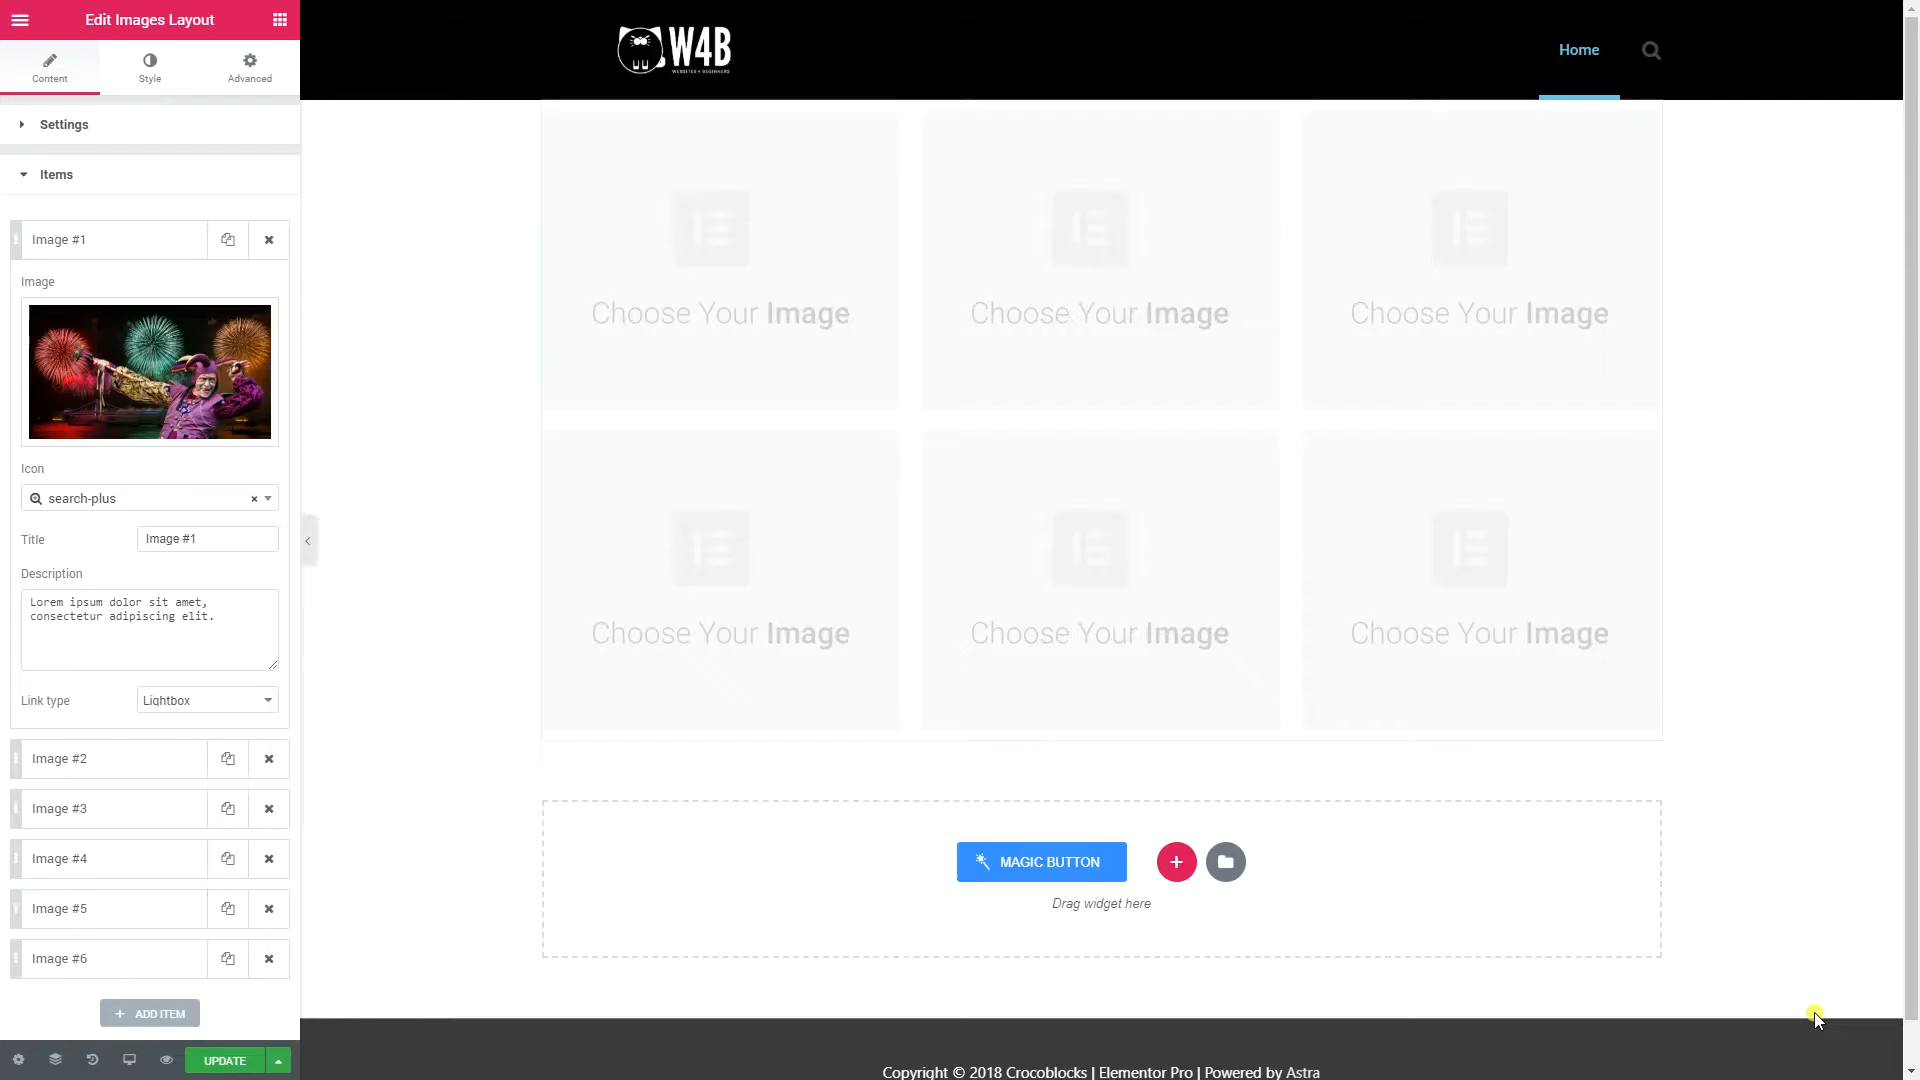 Edit Images Layout
Content
Style
Advanced
Settings
Items
Image #1
Image
Icon
search-plus
Title
Image #1
Description
Lorem ipsum dolor sit amet,
consectetur adipiscing elit.
Link type
Lightbox
Image #2
Image #3
Image #4
Image #5
Image #6
ADD ITEM
UPDATE
W4B
WEBSITES 4 BEGINNERS
Home
Choose Your Image
Choose Your Image
Choose Your Image
Choose Your Image
Choose Your Image
Choose Your Image
MAGIC BUTTON
Drag widget here
Copyright © 2018 Crocoblocks | Elementor Pro | Powered by Astra